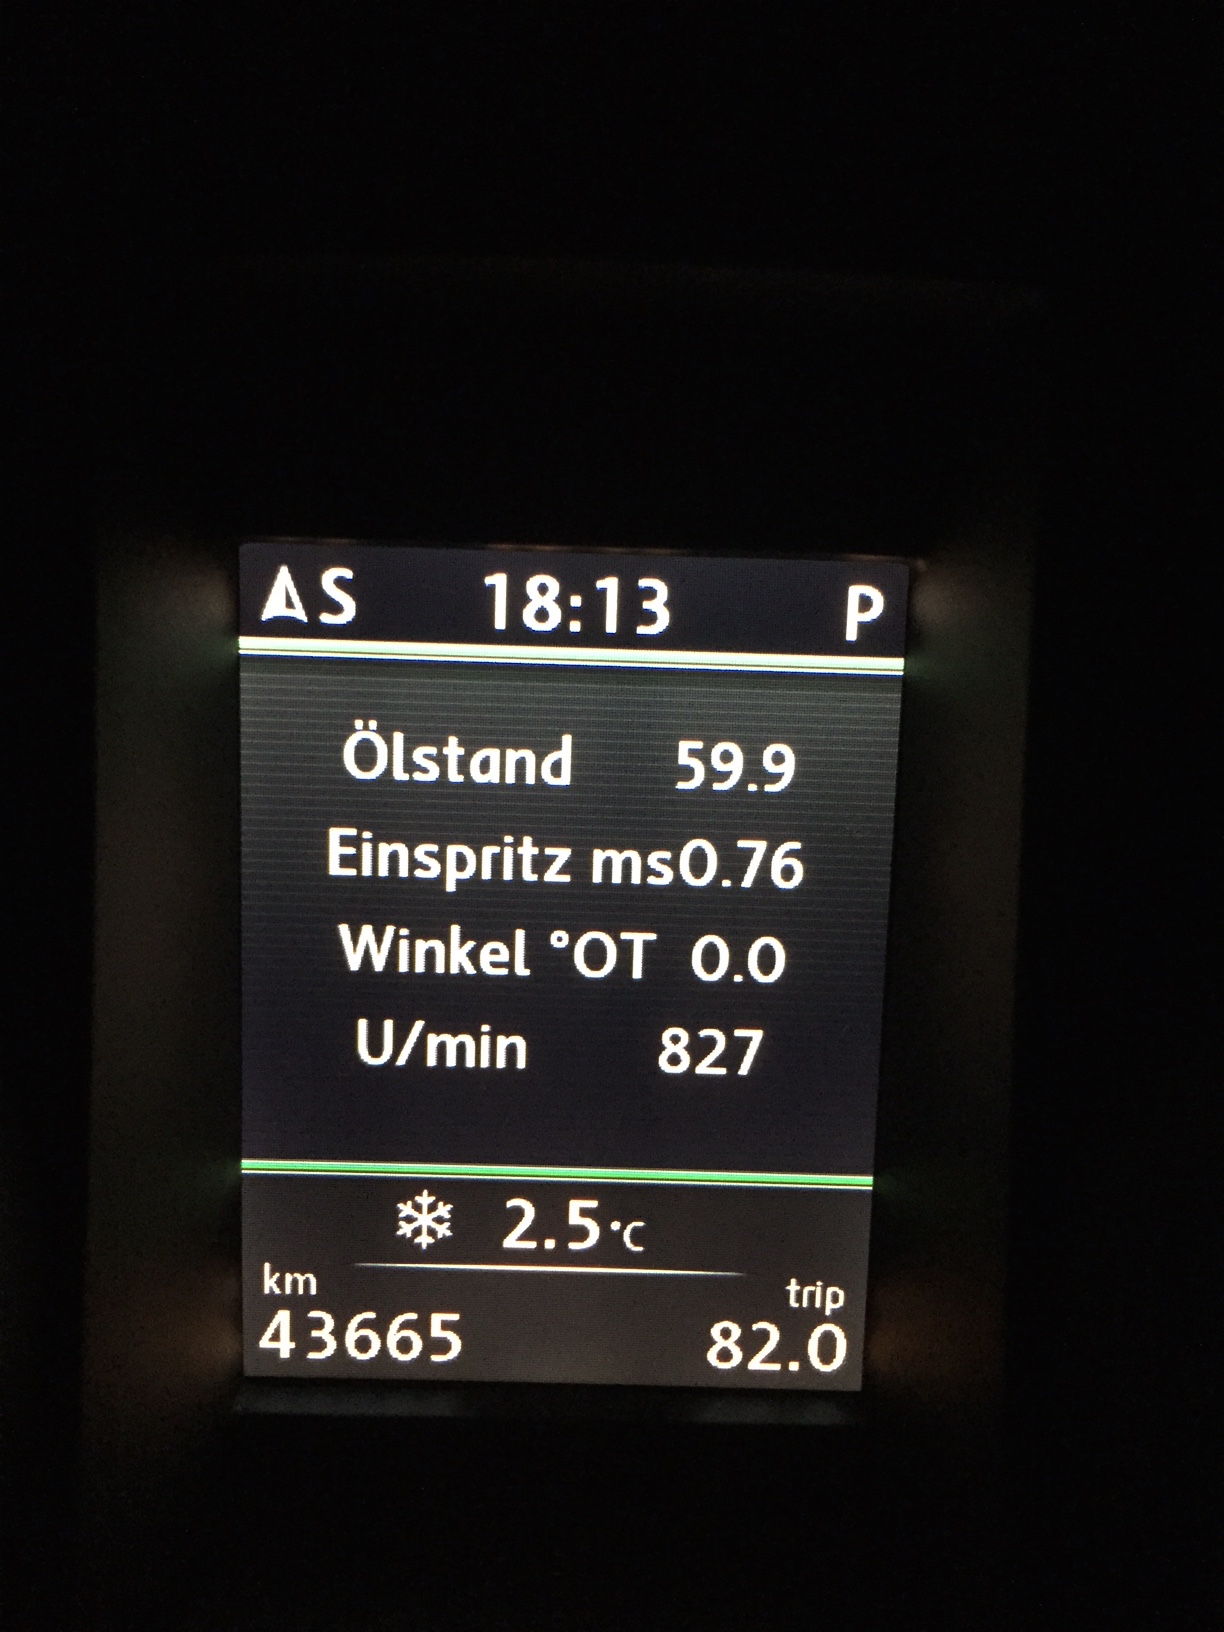 S 18:13 P
Ölstand 59.9
Einspritz ms0.76
Winkel °OT 0.0
U/min 827
2.5°C
km trip
43665 82.0